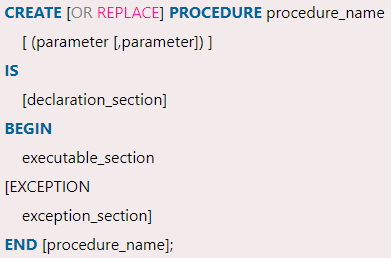 CREATE [OR REPLACE] PROCEDURE procedure_name
[ (parameter [,parameter]) ]
IS
[declaration_section]
BEGIN
executable_section
[EXCEPTION
exception_section]
END [procedure_name];